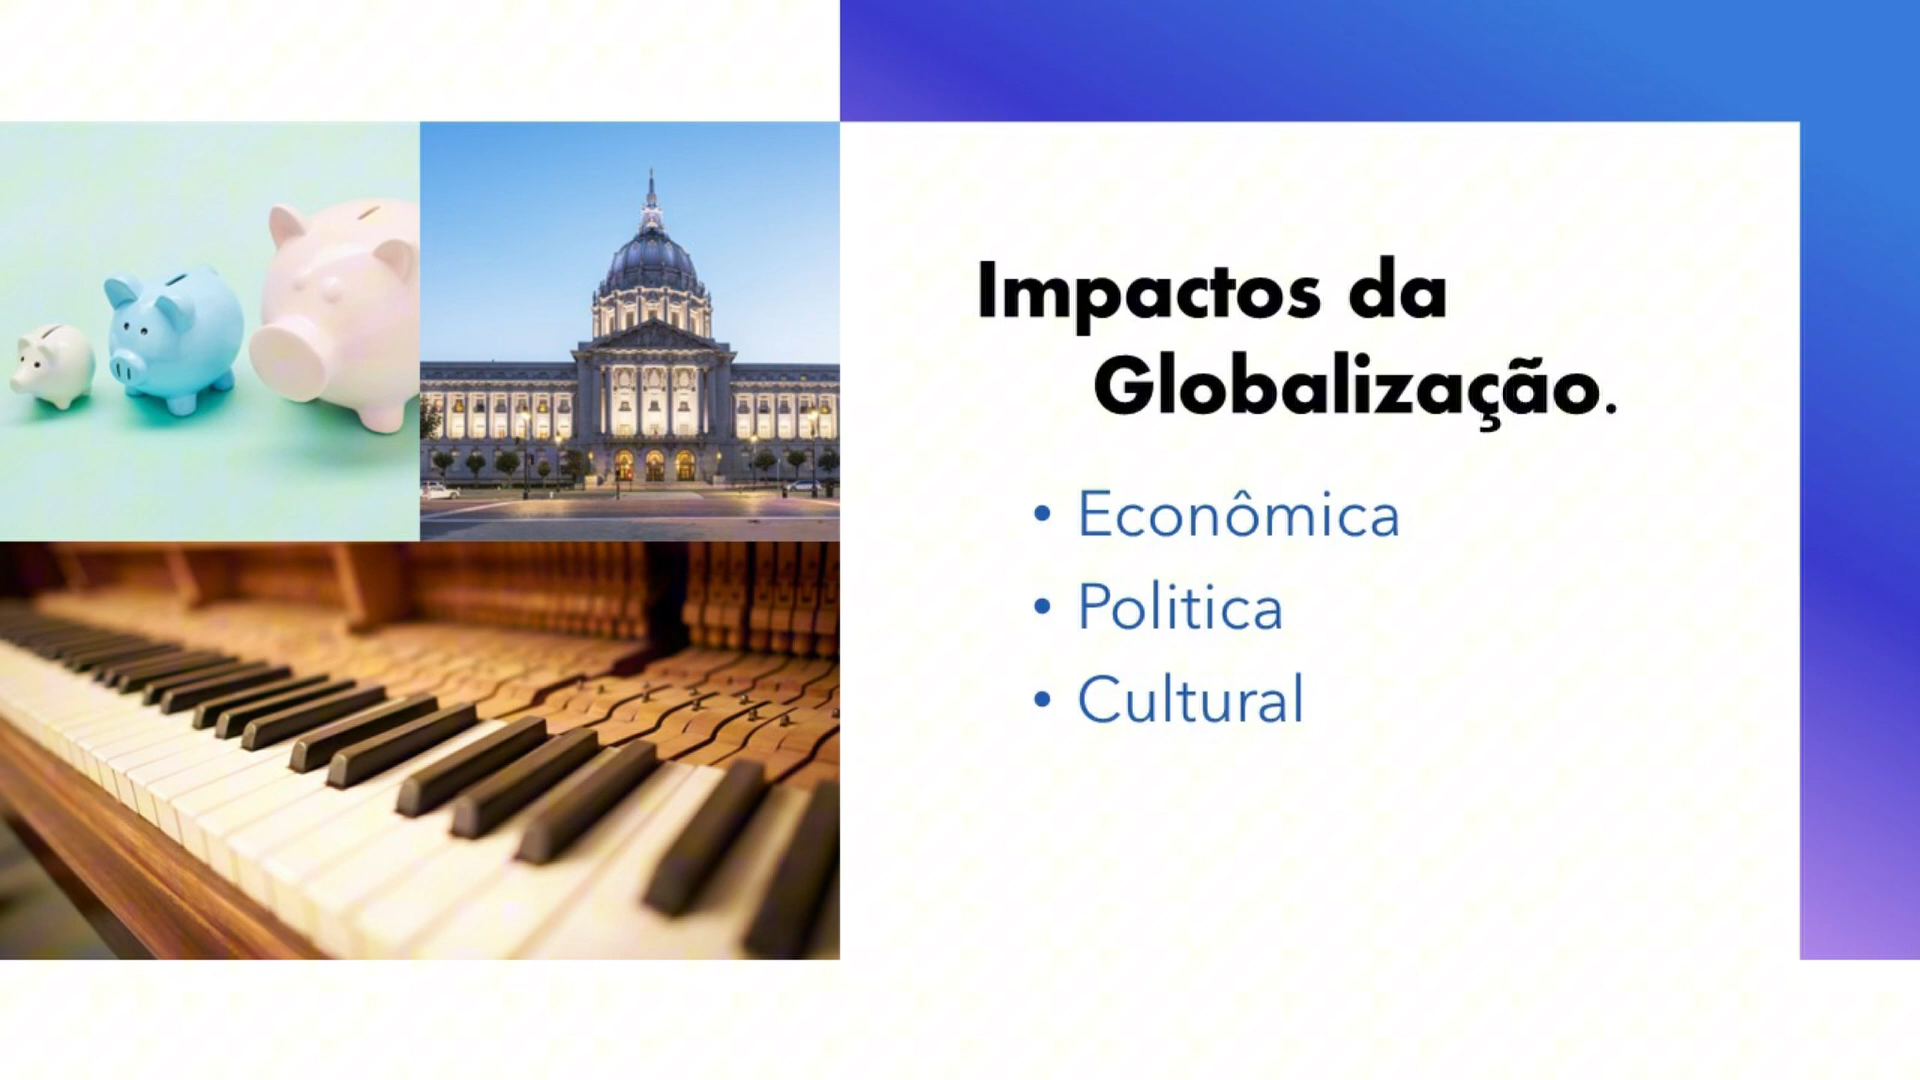 Impactos da
Globalização.
• Econômica
• Politica
• Cultural